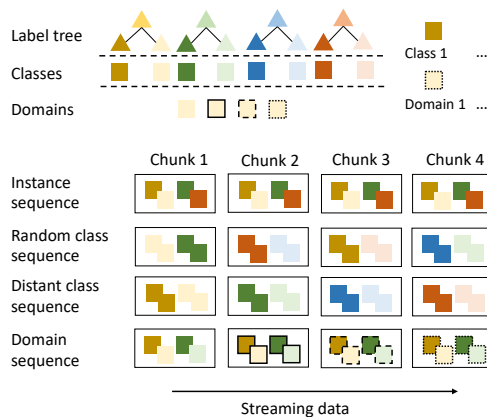 Label tree
Classes
Class 1 ...
Domains
Domain 1 ...
Chunk 1 Chunk 2 Chunk 3 Chunk 4
Instance
sequence
Random class
sequence
Distant class
sequence
Domain
sequence
Streaming data